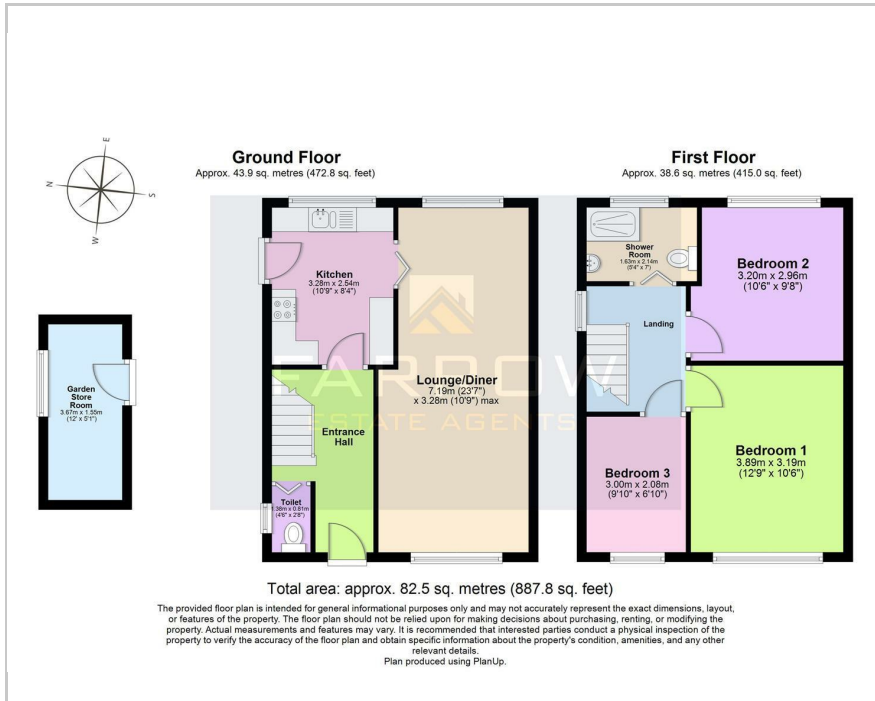 E
N
S
W
Ground Floor
Approx. 43.9 sq. metres (472.8 sq. feet)
Kitchen
3.28m x 2.54m
(10'9" x 8'4")
Lounge/Diner
7.19m (23'7")
x 3.28m (10'9") max
Entrance
Hall
Toilet
1.38m x 0.81m
(4'6" x 2'8")
Garden
Store
Room
3.67m x 1.55m
(12' x 5'1")
First Floor
Approx. 38.6 sq. metres (415.0 sq. feet)
Shower
Room
1.63m x 2.14m
(5'4" x 7')
Bedroom 2
3.20m x 2.96m
(10'6" x 9'8")
Landing
Bedroom 1
3.89m x 3.19m
(12'9" x 10'6")
Bedroom 3
3.00m x 2.08m
(9'10" x 6'10")
FARROW
ESTATE AGENTS
Total area: approx. 82.5 sq. metres (887.8 sq. feet)
The provided floor plan is intended for general informational purposes only and may not accurately represent the exact dimensions, layout,
or features of the property. The floor plan should not be relied upon for making decisions about purchasing, renting, or modifying the
property. Actual measurements and features may vary. It is recommended that interested parties conduct a physical inspection of the
property to verify the accuracy of the floor plan and obtain specific information about the property's condition, amenities, and any other
relevant details.
Plan produced using PlanUp.